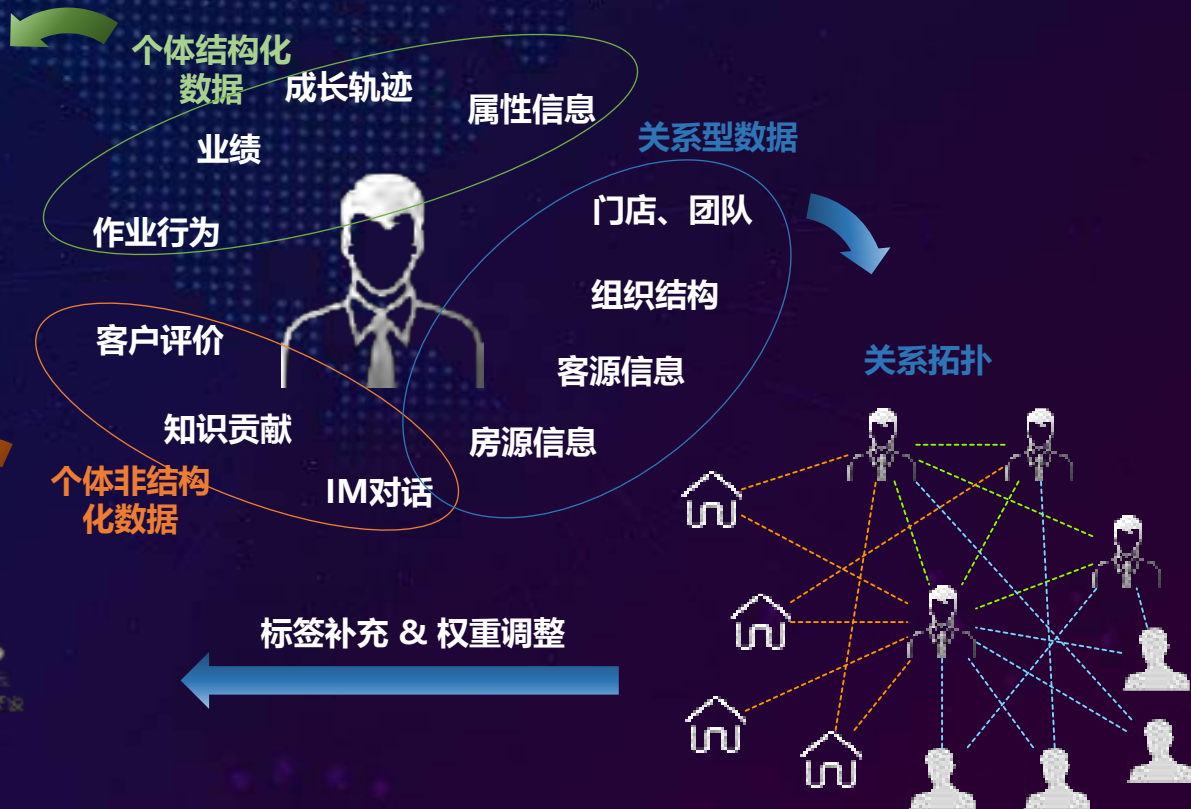 个体结构化
数据
成长轨迹
属性信息
业绩
作业行为
关系型数据
门店、团队
组织结构
客源信息
房源信息
客户评价
知识贡献
IM对话
个体非结构
化数据
关系拓扑
标签补充 & 权重调整